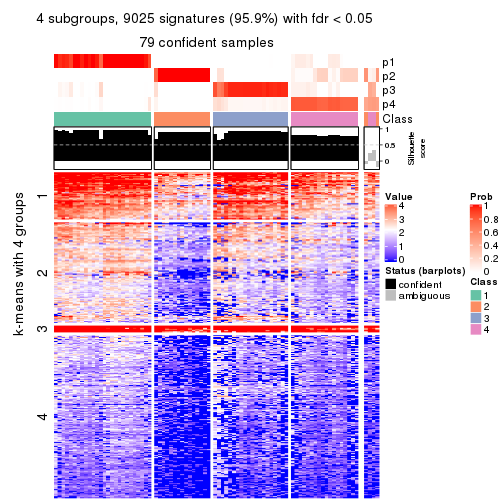 4 subgroups, 9025 signatures (95.9%) with fdr < 0.05
79 confident samples
p1
p2
p3
p4
Class
1
0.5
0
Silhouette
score
k-means with 4 groups
1
2
3
4
Value
4
3
2
1
0
Status (barplots)
confident
ambiguous
Prob
1
0.8
0.6
0.4
0.2
0
Class
1
2
3
4